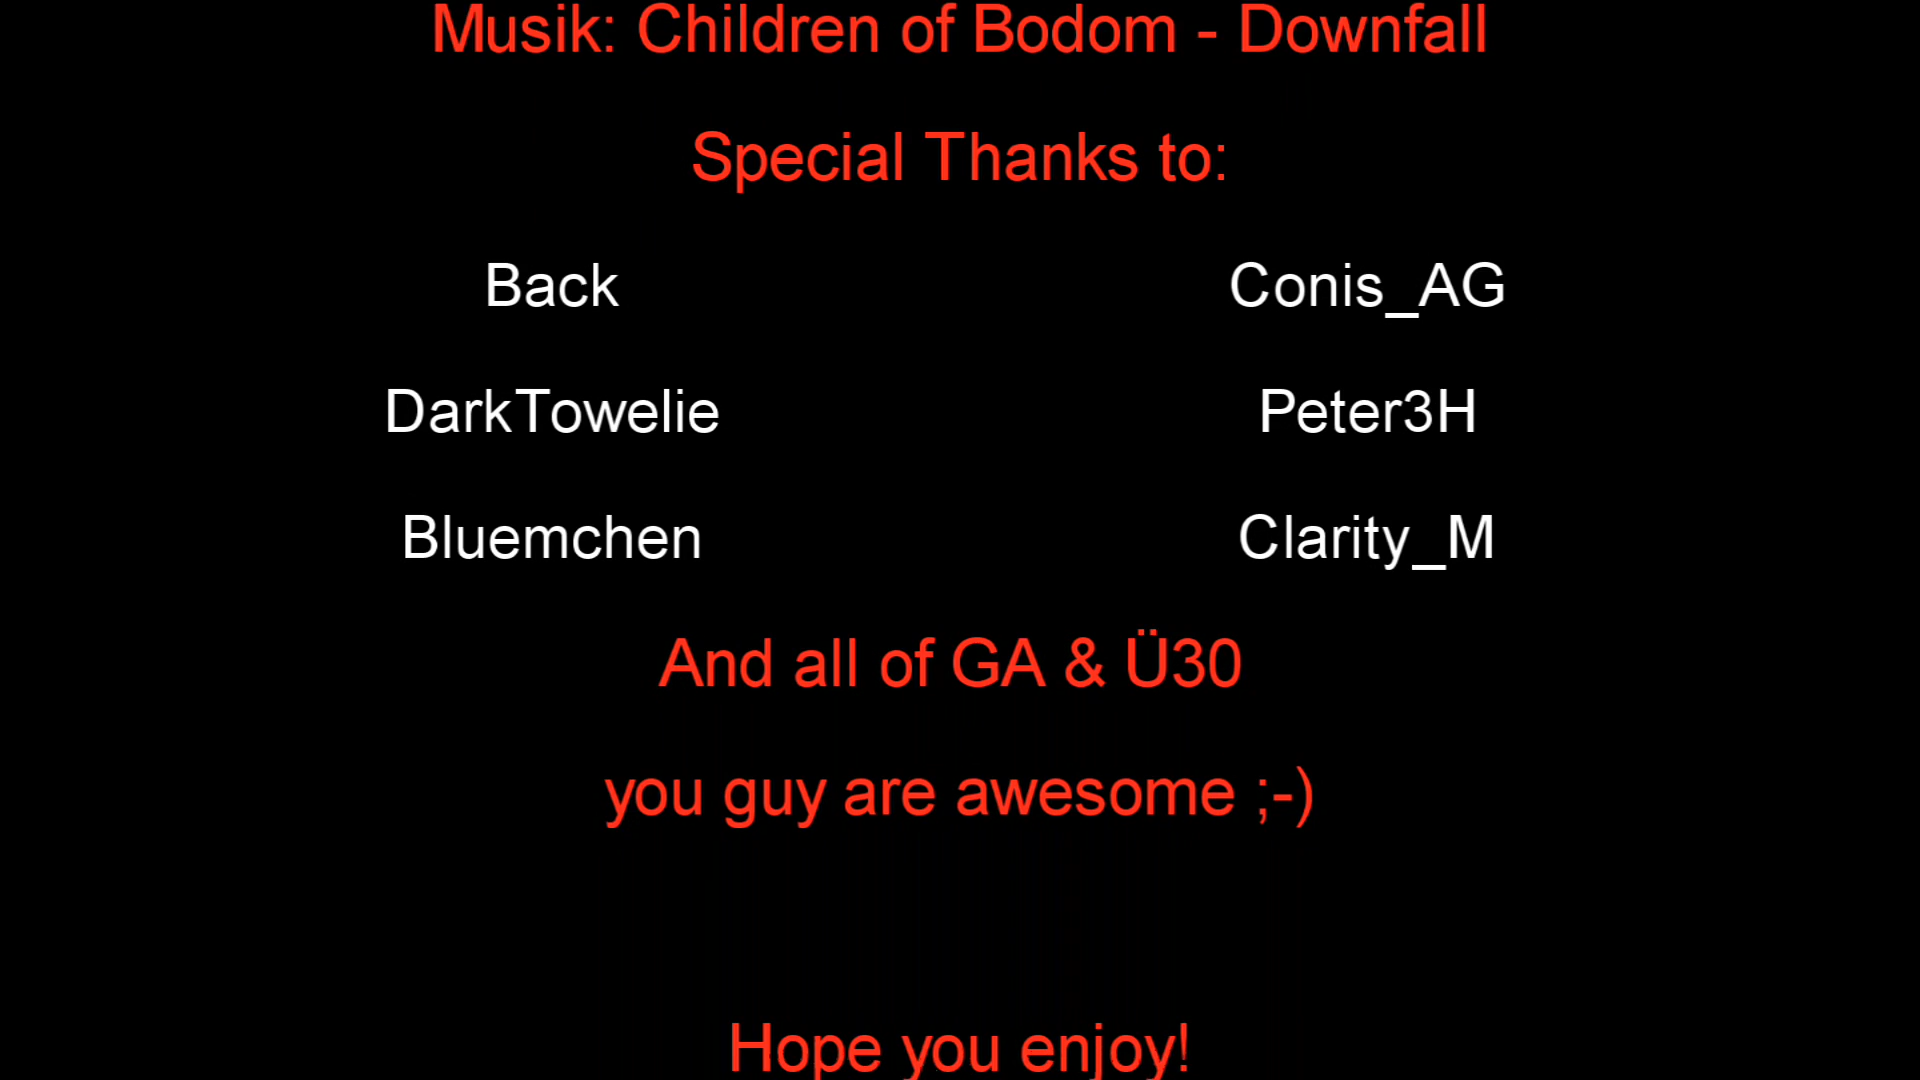 Musik: Children of Bodom - Downfall
Special Thanks to:
Back Conis_AG
DarkTowelie Peter3H
Bluemchen Clarity_M
And all of GA & Ü30
you guy are awesome ;-)
Hope you enjoy!